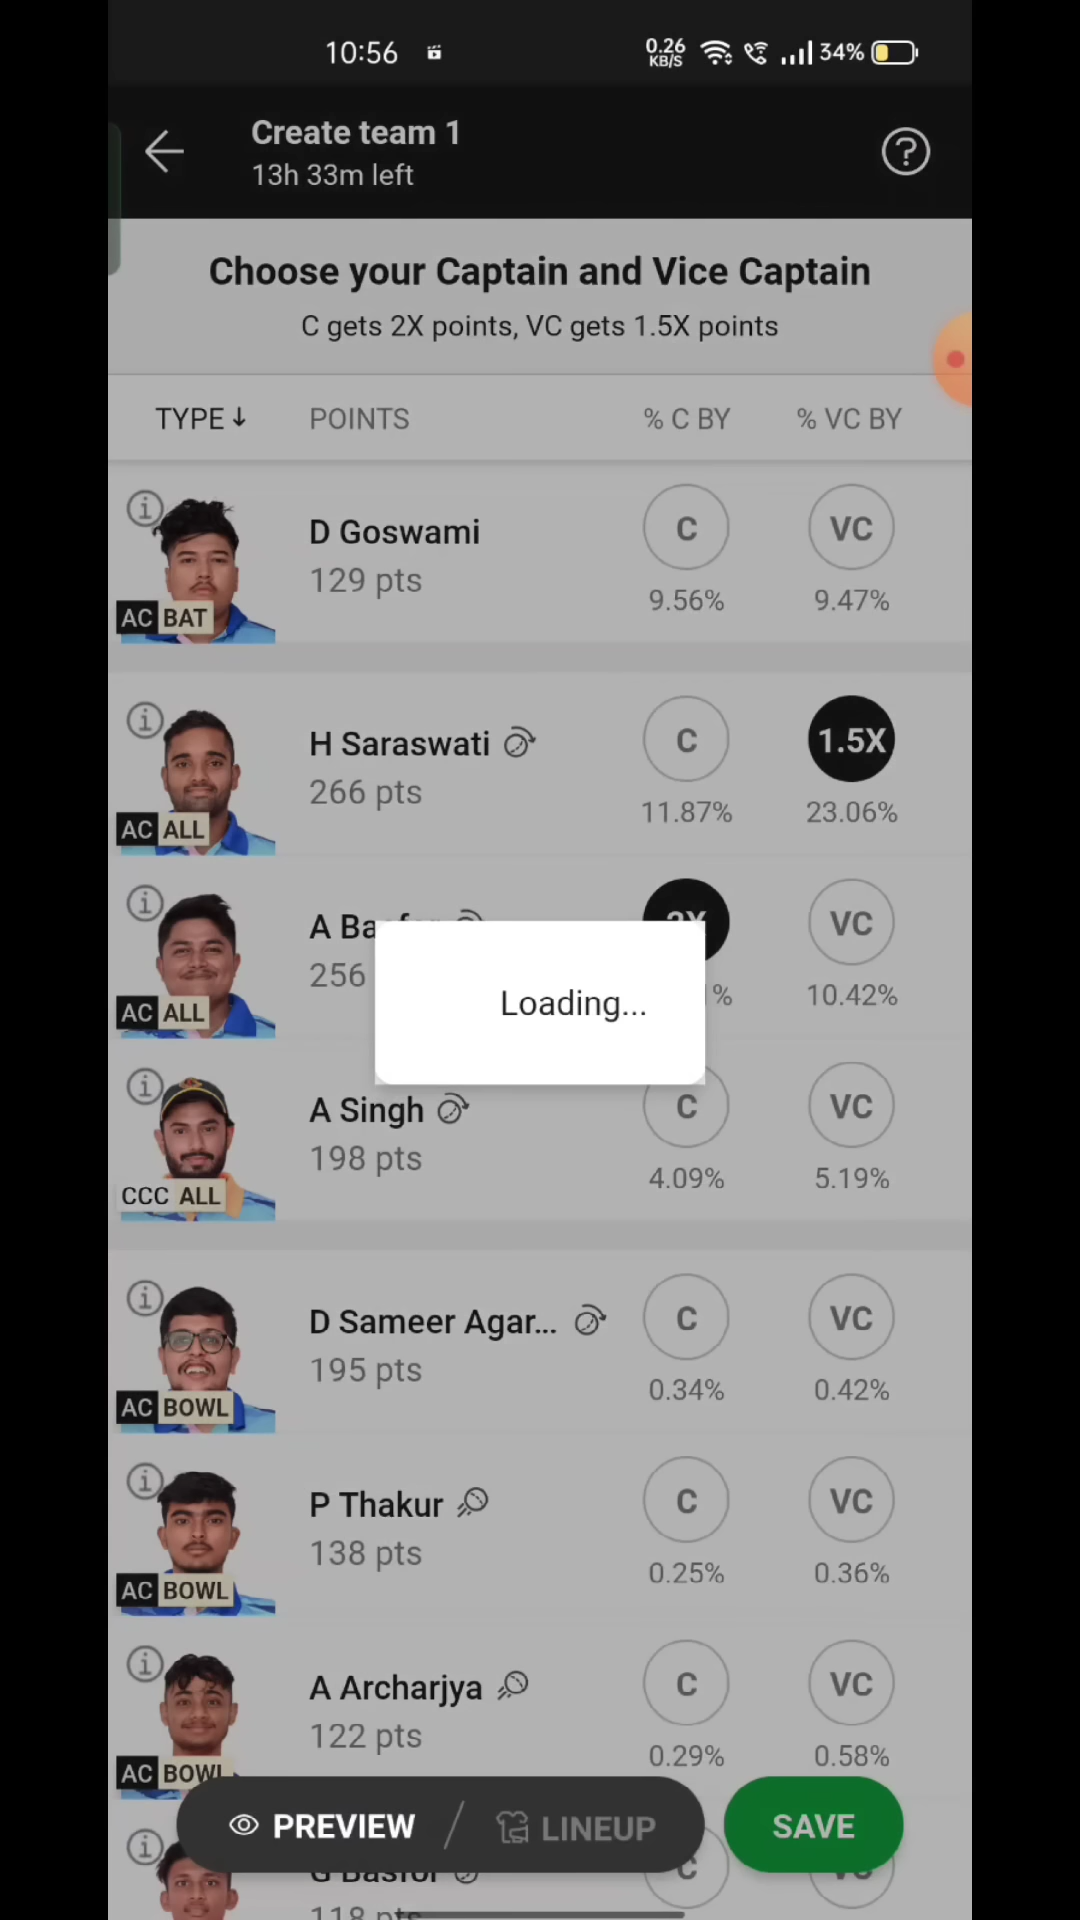 10:56 0.26 KB/S 34%
Create team 1
13h 33m left
Choose your Captain and Vice Captain
C gets 2X points, VC gets 1.5X points
TYPE↓ POINTS % C BY % VC BY
D Goswami C VC
129 pts 9.56% 9.47%
AC BAT
H Saraswati C 1.5X
266 pts 11.87% 23.06%
AC ALL
A VC
256 % 10.42%
AC ALL
Loading...
A Singh C VC
198 pts 4.09% 5.19%
CCC ALL
D Sameer Agar... C VC
195 pts 0.34% 0.42%
AC BOWL
P Thakur C VC
138 pts 0.25% 0.36%
AC BOWL
A Archarjya C VC
122 pts 0.29% 0.58%
AC BOWL
PREVIEW / LINEUP SAVE
G Basfor C VC
118 pts